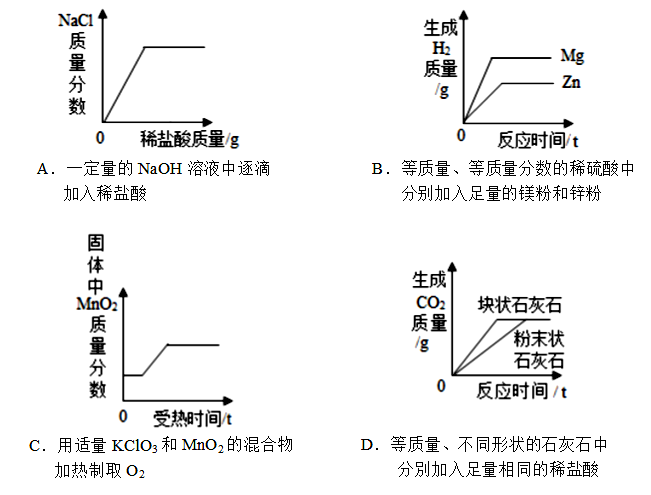 NaCl
质
量
分
数
0
稀盐酸质量/g
A．一定量的 NaOH 溶液中逐滴
加入稀盐酸
生成
H2
质量
/g
Mg
Zn
0
反应时间/t
B．等质量、等质量分数的稀硫酸中
分别加入足量的镁粉和锌粉
固
体
中
MnO2
质
量
分
数
0
受热时间/t
C．用适量 KClO3 和 MnO2 的混合物
加热制取 O2
生成
CO2
质量
/g
块状石灰石
粉末状
石灰石
0
反应时间/t
D．等质量、不同形状的石灰石中
分别加入足量相同的稀盐酸